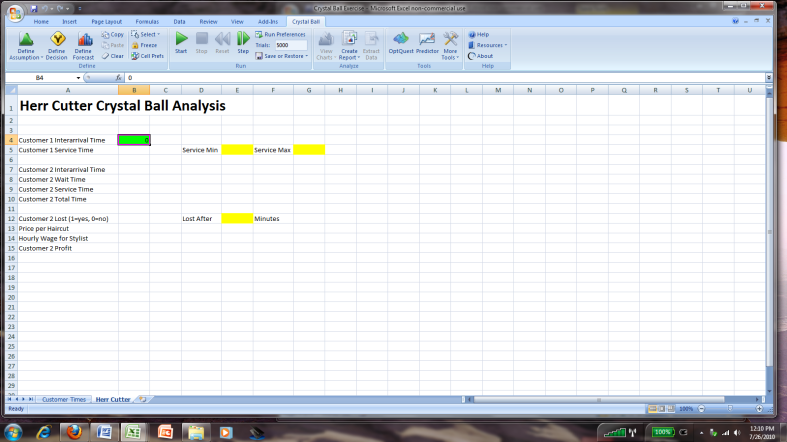 Crystal Ball Exercise - Microsoft Excel non-commercial use
Home Insert Page Layout Formulas Data Review View Add-Ins Crystal Ball
Define Assumption Define Decision Define Forecast Copy Paste Clear Select Freeze Cell Prefs Start Stop Reset Step Run Preferences Trials: 5000 Save or Restore View Charts Create Report Extract Data OptQuest Predictor More Tools Help Resources About
Define Run Analyze Tools Help
B4 fx 0
A B C D E F G H I J K L M N O P Q R S T U
1 Herr Cutter Crystal Ball Analysis
2
3
4 Customer 1 Interarrival Time 0
5 Customer 1 Service Time Service Min Service Max
6
7 Customer 2 Interarrival Time
8 Customer 2 Wait Time
9 Customer 2 Service Time
10 Customer 2 Total Time
11
12 Customer 2 Lost (1=yes, 0=no) Lost After Minutes
13 Price per Haircut
14 Hourly Wage for Stylist
15 Customer 2 Profit
16
17
18
19
20
21
22
23
24
25
26
27
28
29
Customer Times Herr Cutter
Ready 100%
100% 12:10 PM
7/26/2010